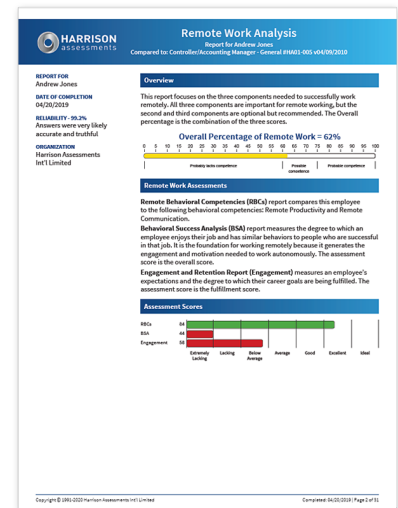 HARRISON
assessments
Remote Work Analysis
Report for Andrew Jones
Compared to: Controller/Accounting Manager - General #HA01-005 v04/09/2010
REPORT FOR
Andrew Jones
DATE OF COMPLETION
04/20/2019
RELIABILITY - 99.2%
Answers were very likely
accurate and truthful
ORGANIZATION
Harrison Assessments
Int'l Limited
Overview
This report focuses on the three components needed to successfully work
remotely. All three components are important for remote working, but the
second and third components are optional but recommended. The Overall
percentage is the combination of the three scores.
Overall Percentage of Remote Work = 62%
0 5 10 15 20 25 30 35 40 45 50 55 60 65 70 75 80 85 90 95 100
Probably lacks competence
Possible
competence
Probable competence
Remote Work Assessments
Remote Behavioral Competencies (RBCs) report compares this employee
to the following behavioral competencies: Remote Productivity and Remote
Communication.
Behavioral Success Analysis (BSA) report measures the degree to which an
employee enjoys their job and has similar behaviors to people who are successful
in that job. It is the foundation for working remotely because it generates the
engagement and motivation needed to work autonomously. The assessment
score is the overall score.
Engagement and Retention Report (Engagement) measures an employee's
expectations and the degree to which their career goals are being fulfilled. The
assessment score is the fulfillment score.
Assessment Scores
RBCs 84
BSA 44
Engagement 58
Extremely
Lacking
Lacking
Below
Average
Average
Good
Excellent
Ideal
Copyright © 1991-2020 Harrison Assessments Int'l Limited
Completed: 04/20/2019 | Page 2 of 51